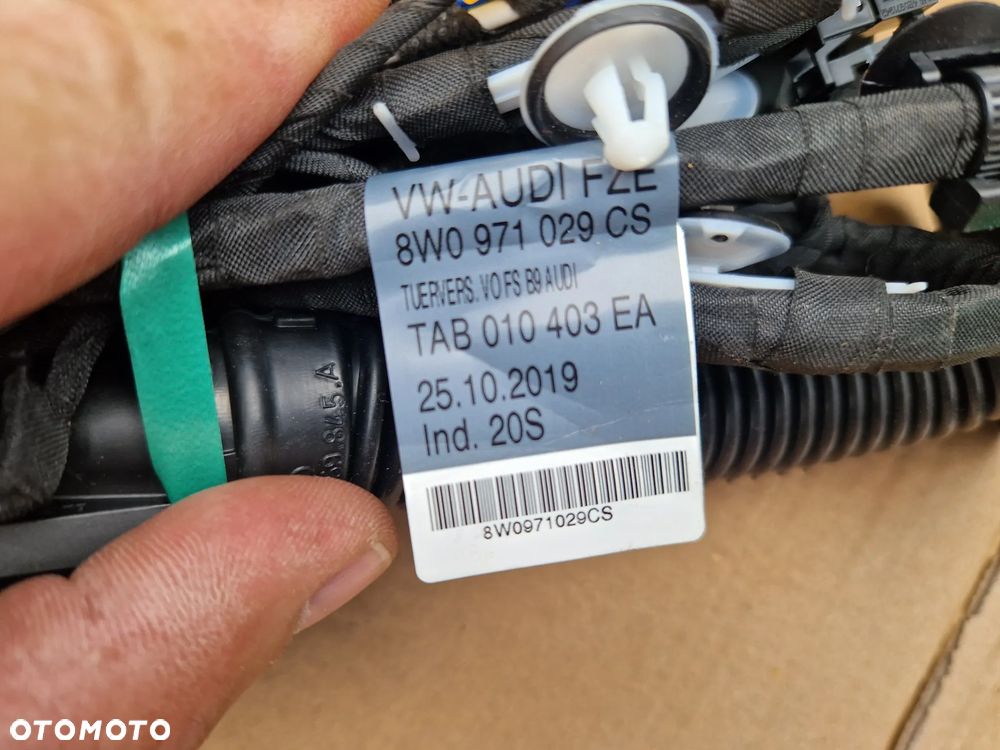 VW-AUDI FZE
8W0 971 029 CS
TUERVERS. VO FS B9 AUDI
TAB 010 403 EA
25.10.2019
Ind. 20S
8W0971029CS
845.A
OTOMOTO